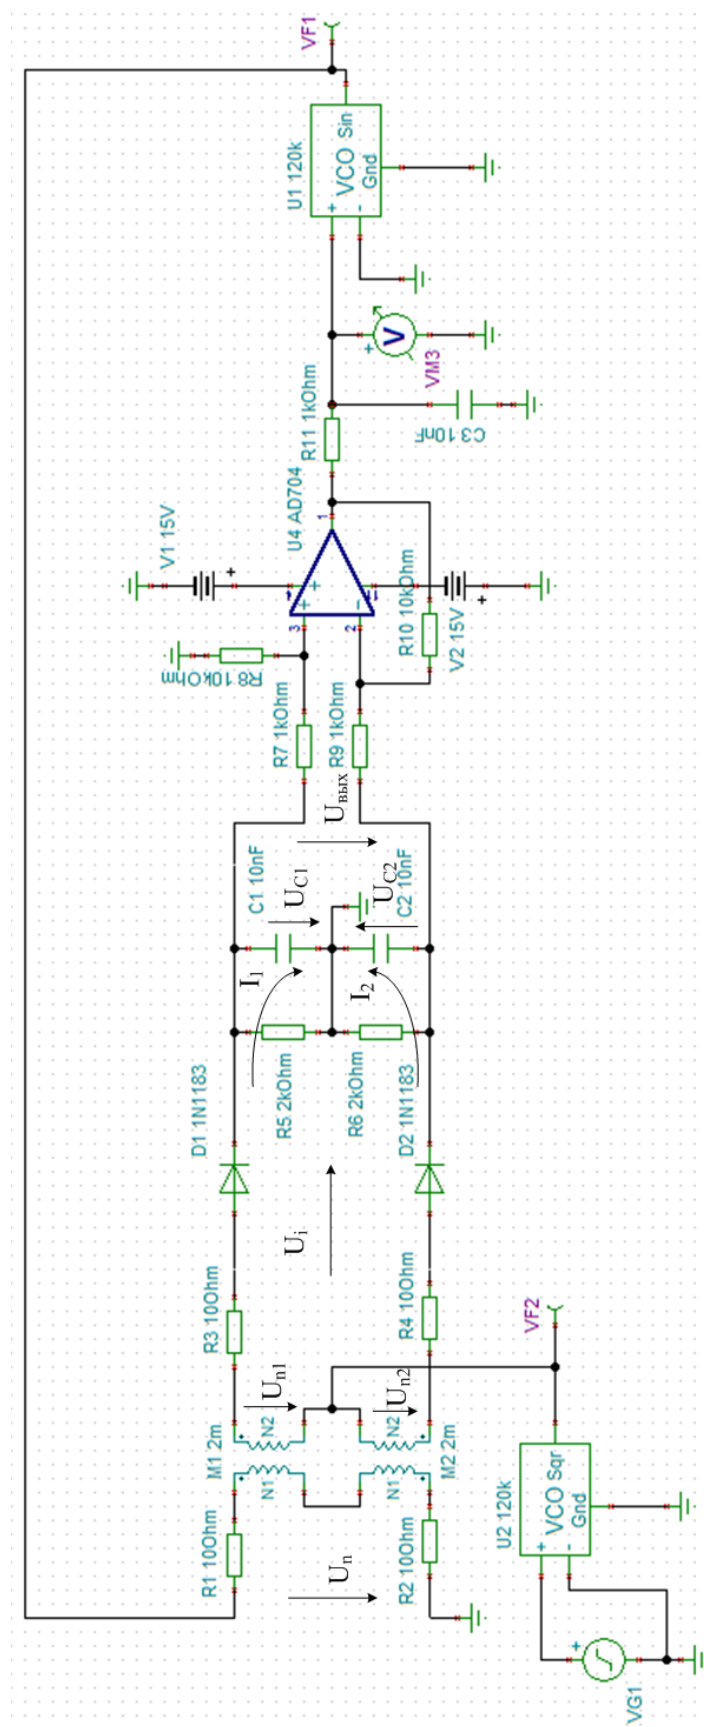 VF1
U1 120k
Sin
VCO
Gnd
+
-
V
+
VM3
R11 1kOhm
C3 10nF
U4 AD704
1
V1 15V
+
+
+
-
3
2
R10 10kOhm
V2 15V
+
R8 10kOhm
R7 1kOhm
R9 1kOhm
Uвых
C1 10nF
UC1
UC2
C2 10nF
I1
I2
R5 2kOhm
R6 2kOhm
D1 1N1183
D2 1N1183
Ui
R3 10Ohm
R4 10Ohm
VF2
Un1
Un2
M1 2m
N2
N2
N1
N1
M2 2m
U2 120k
Sqr
VCO
Gnd
+
-
R1 10Ohm
Un
R2 10Ohm
+
VG1